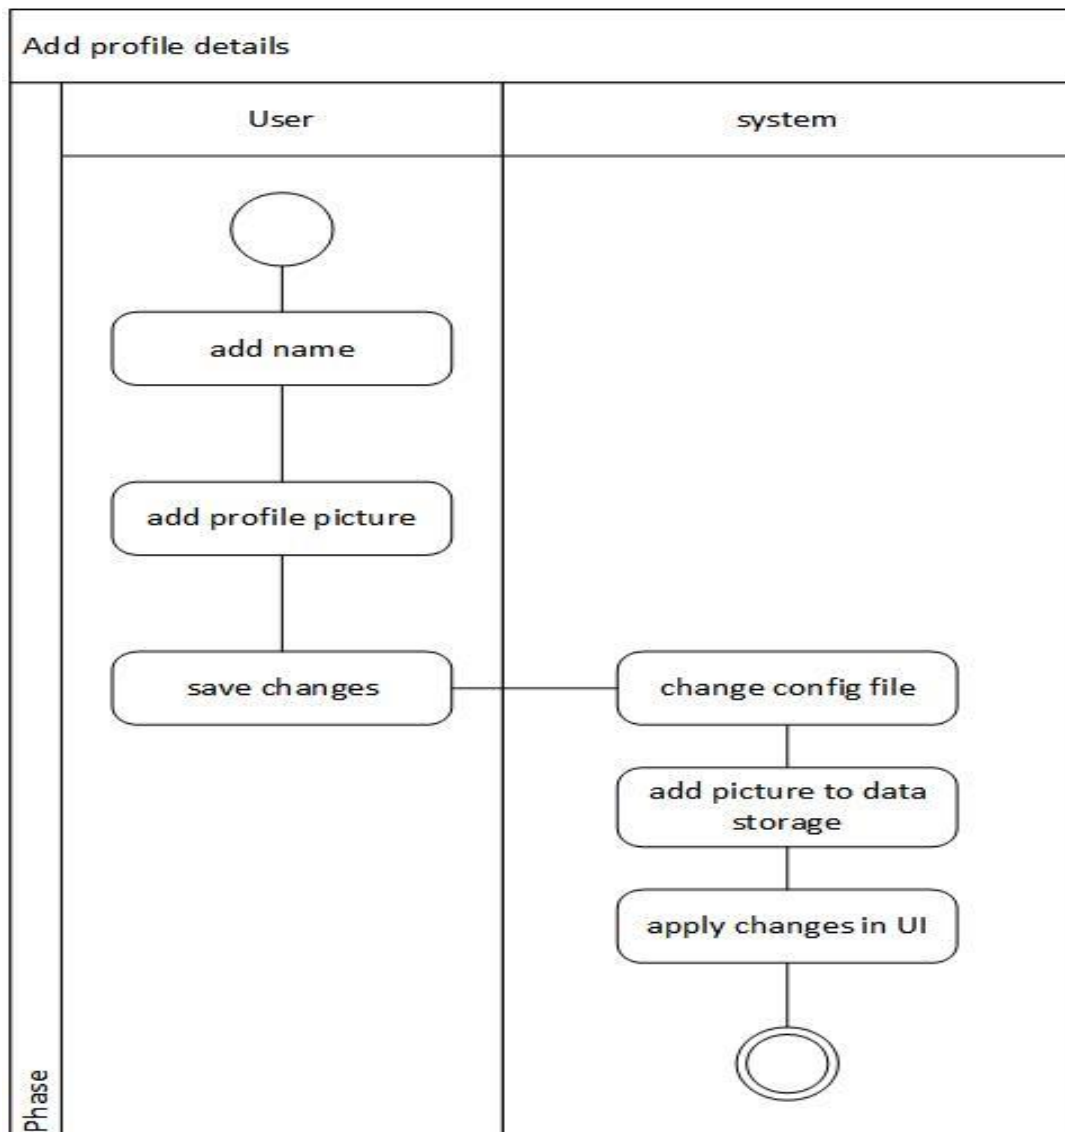 Add profile details
User
system
add name
add profile picture
save changes
change config file
add picture to data
storage
apply changes in UI
Phase